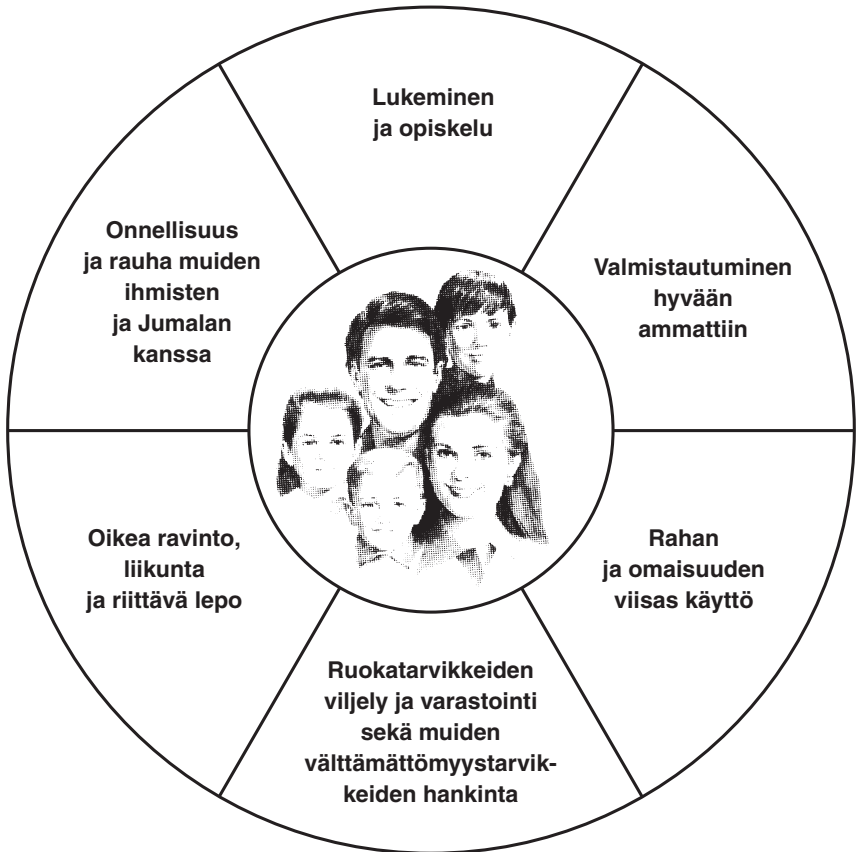 Lukeminen
ja opiskelu
Valmistautuminen
hyvään
ammattiin
Rahan
ja omaisuuden
viisas käyttö
Ruokatarvikkeiden
viljely ja varastointi
sekä muiden
välttämättömyystarvik-
keiden hankinta
Oikea ravinto,
liikunta
ja riittävä lepo
Onnellisuus
ja rauha muiden
ihmisten
ja Jumalan
kanssa